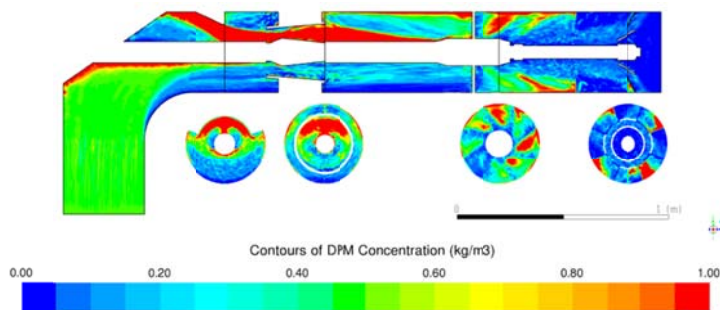 0 1 (m)
Contours of DPM Concentration (kg/m3)
0.00 0.20 0.40 0.60 0.80 1.00